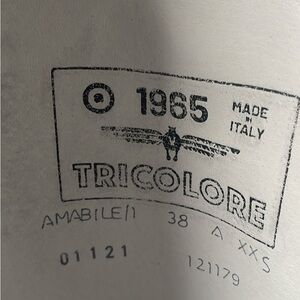 1965 MADE IN ITALY
TRICOLORE
AMABILE/1 38 A XXS
01121 121179